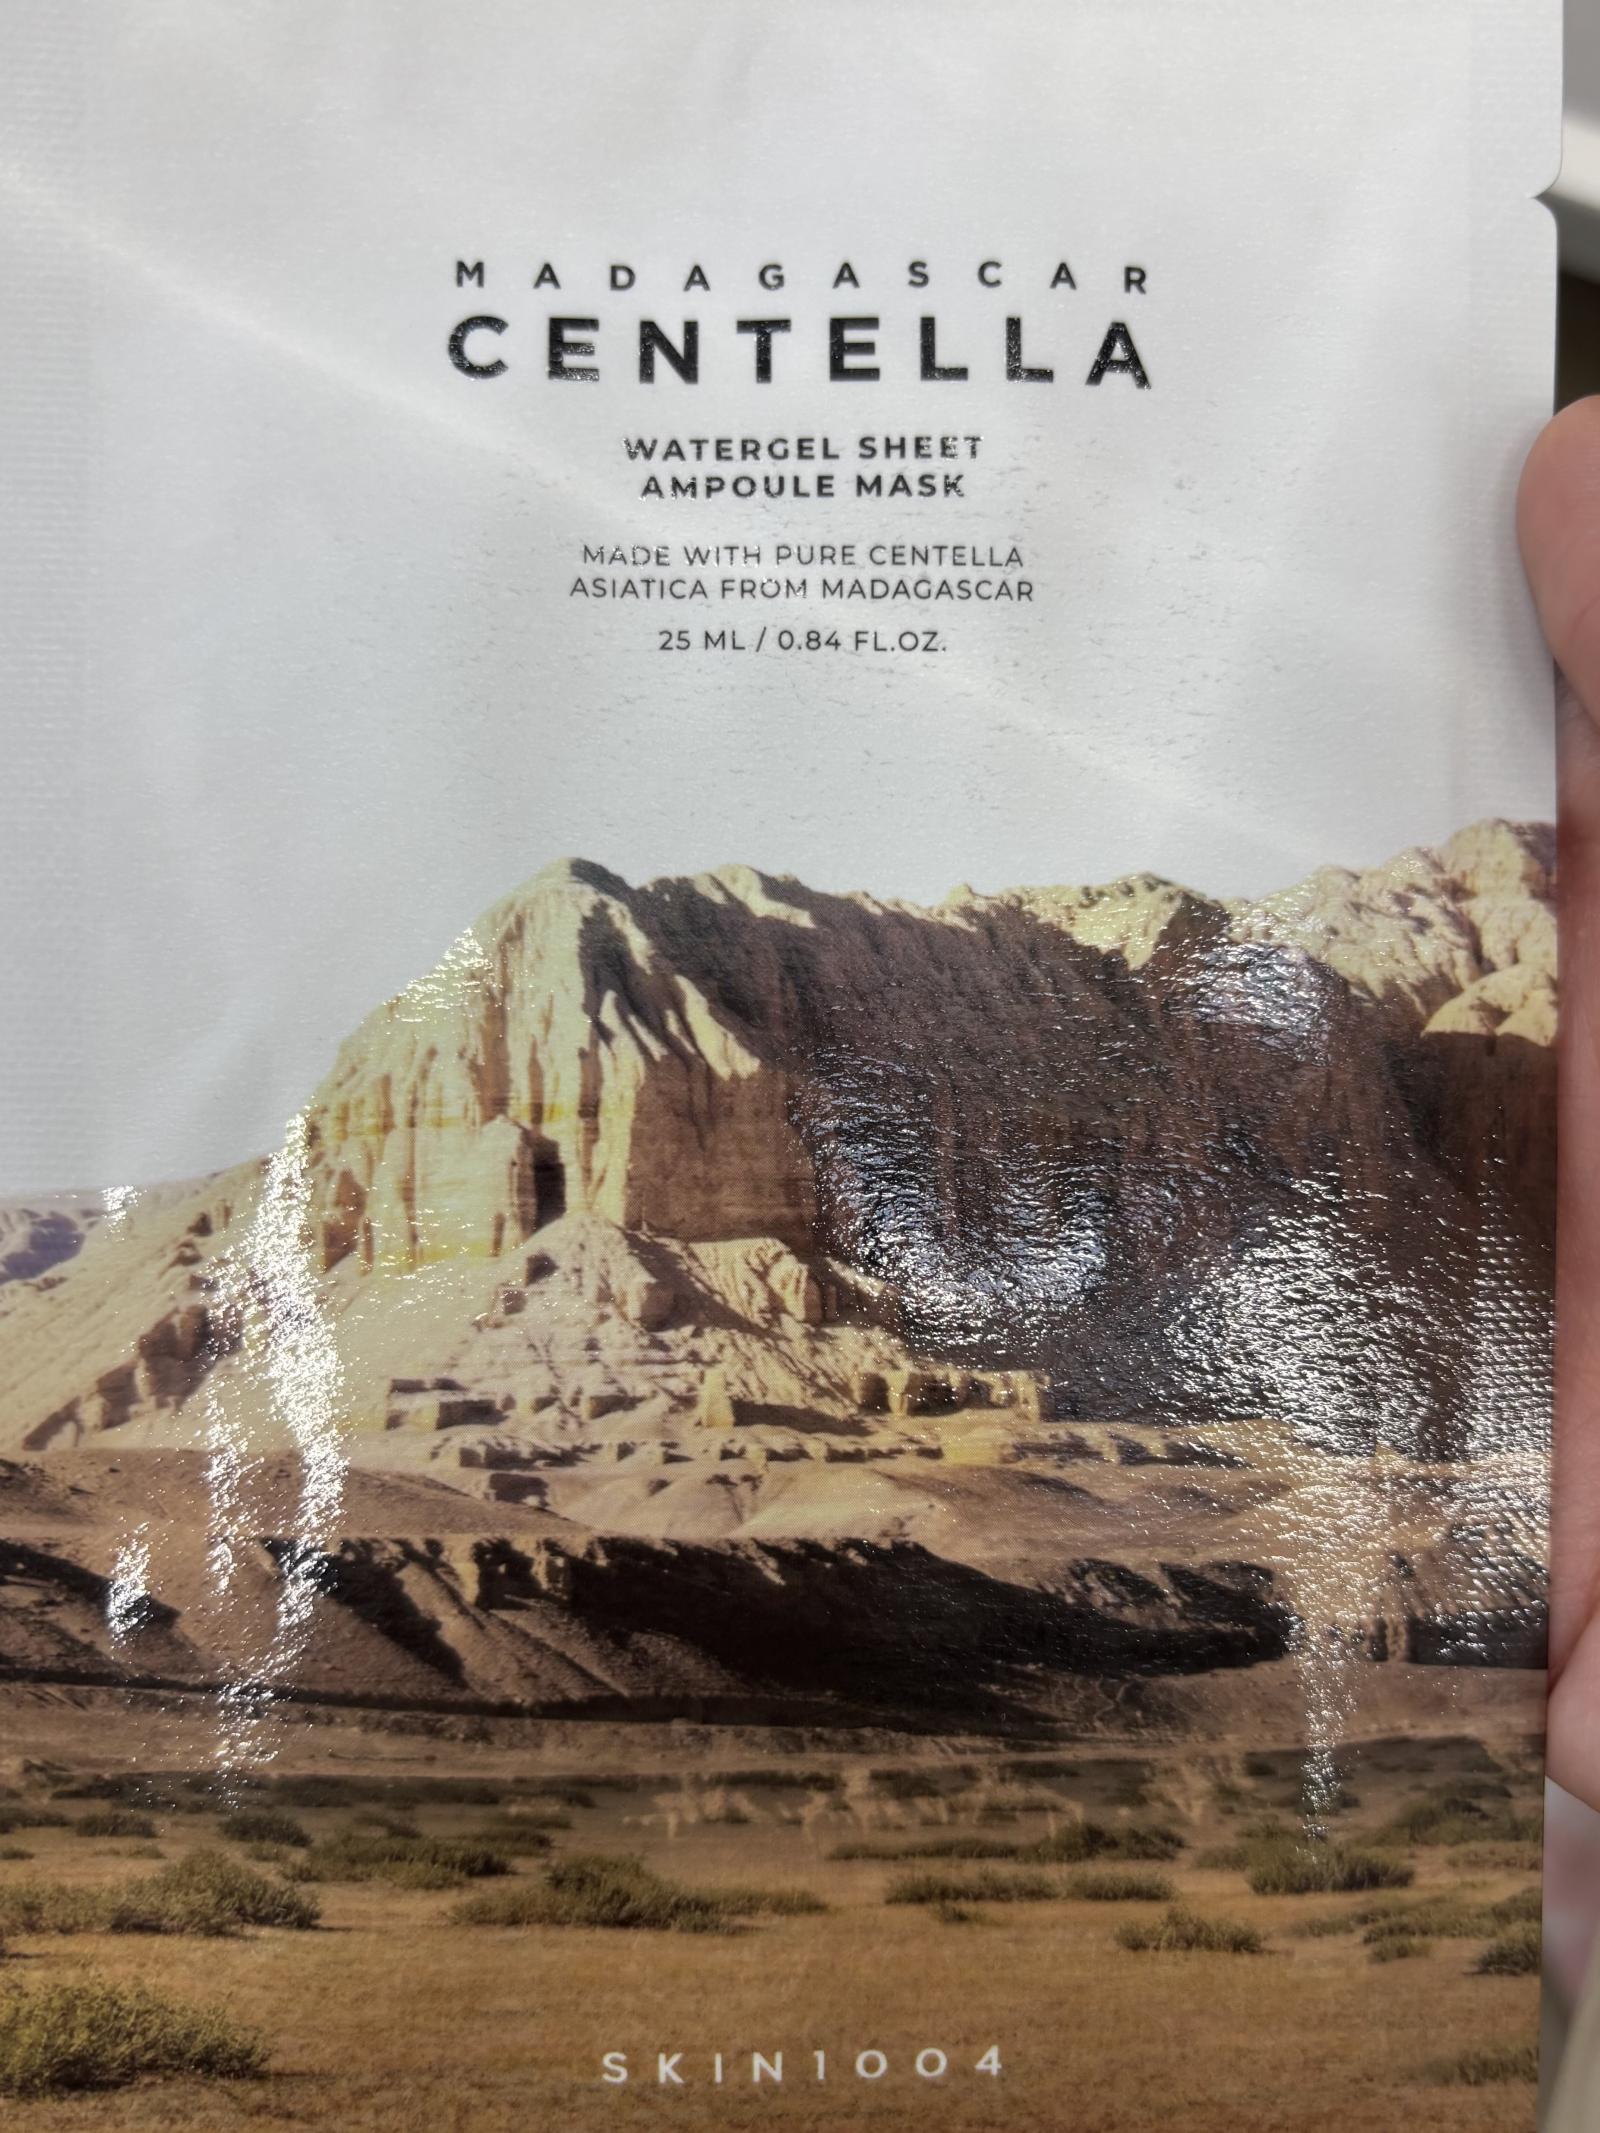 MADAGASCAR
CENTELLA
WATERGEL SHEET
AMPOULE MASK
MADE WITH PURE CENTELLA
ASIATICA FROM MADAGASCAR
25 ML / 0.84 FL.OZ.
SKIN1004